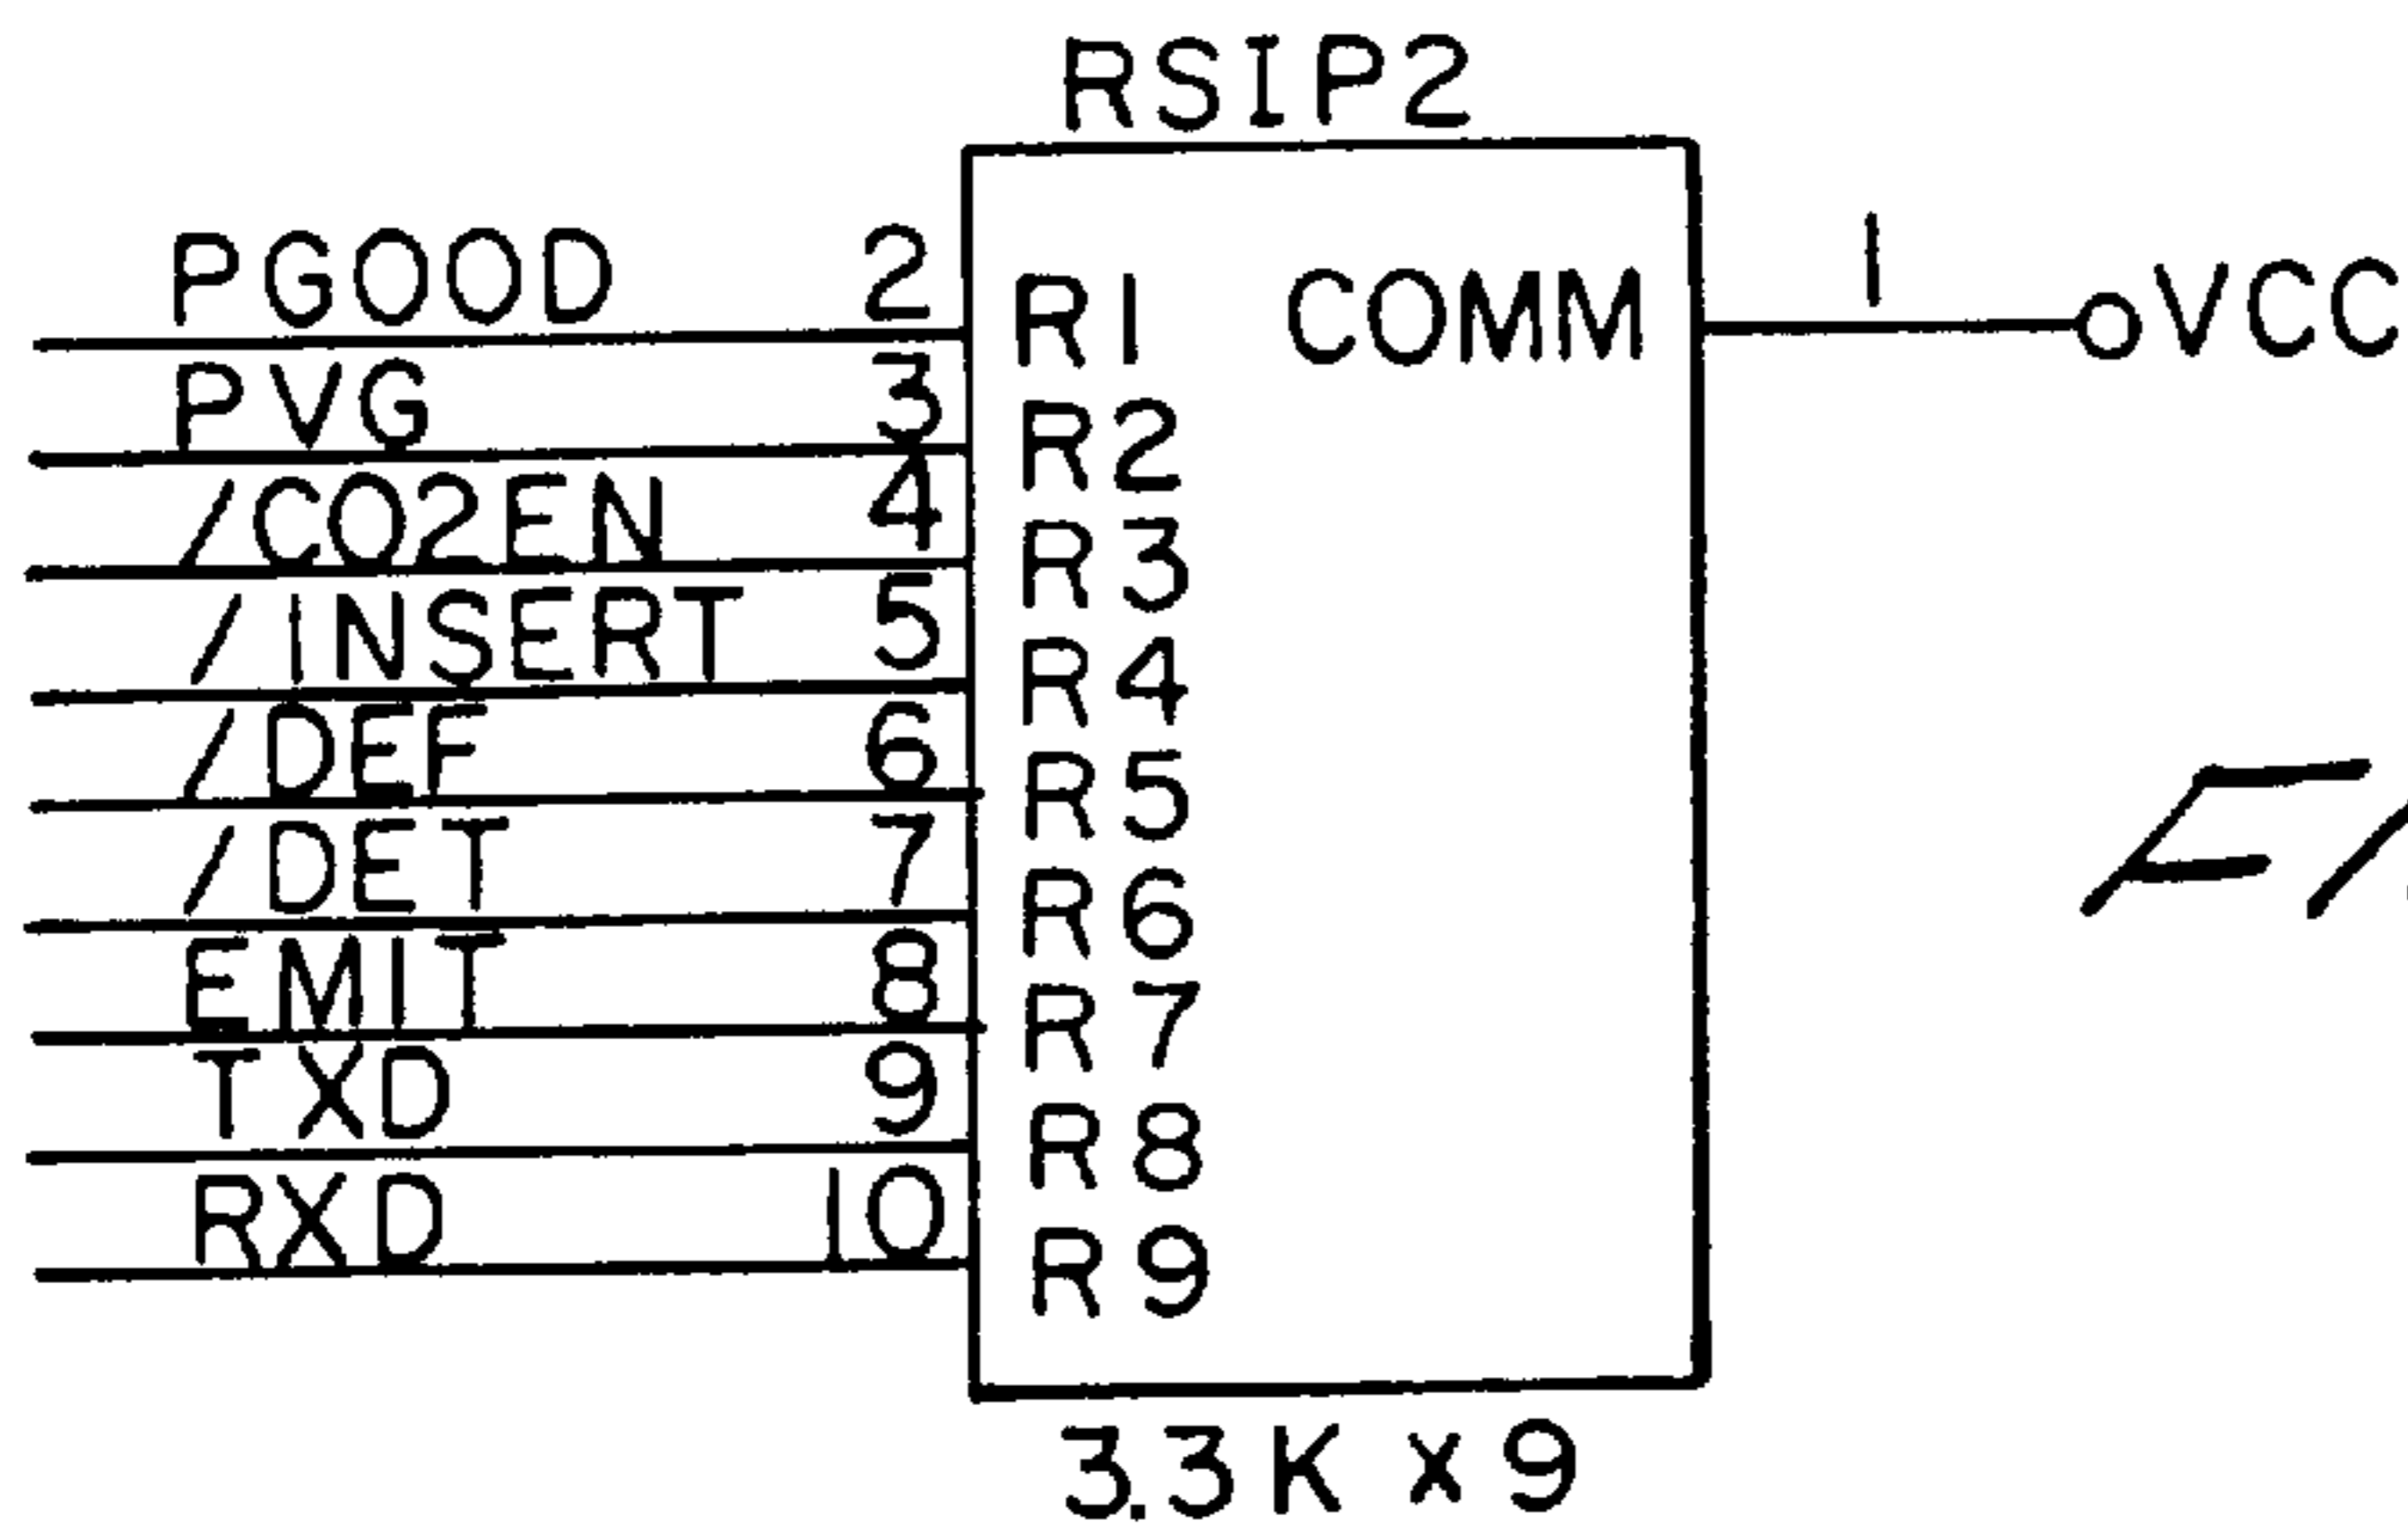 RSIP2
PGOOD 2 R1 COMM 1 VCC
PVG 3 R2
/CO2EN 4 R3
/INSERT 5 R4
/DEF 6 R5
/DET 7 R6
EMIT 8 R7
TXD 9 R8
RXD 10 R9
3.3K x 9